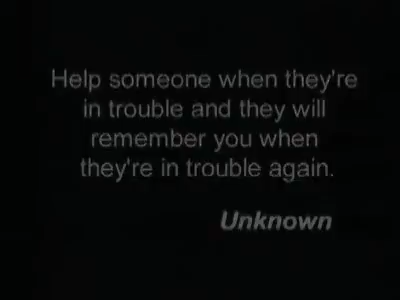 Help someone when they're
in trouble and they will
remember you when
they're in trouble again.
Unknown